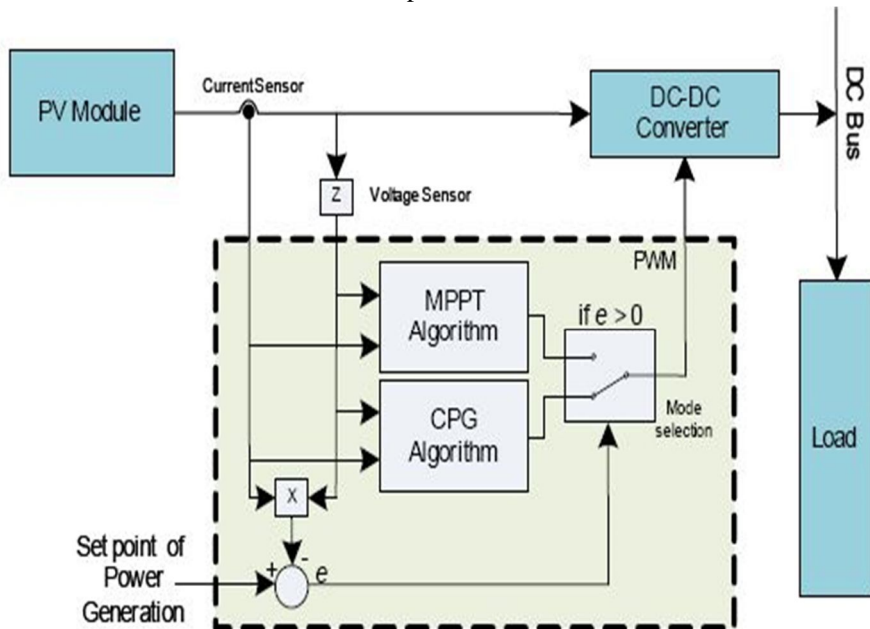 PV Module
CurrentSensor
DC-DC
Converter
DC Bus
Z
Voltage Sensor
PWM
MPPT
Algorithm
if e > 0
CPG
Algorithm
Mode
selection
Load
X
Set point of
Power
Generation
+
-
e